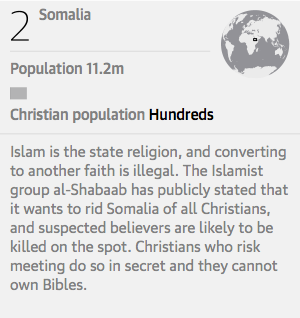 2 Somalia
Population 11.2m
Christian population Hundreds
Islam is the state religion, and converting
to another faith is illegal. The Islamist
group al-Shabaab has publicly stated that
it wants to rid Somalia of all Christians,
and suspected believers are likely to be
killed on the spot. Christians who risk
meeting do so in secret and they cannot
own Bibles.